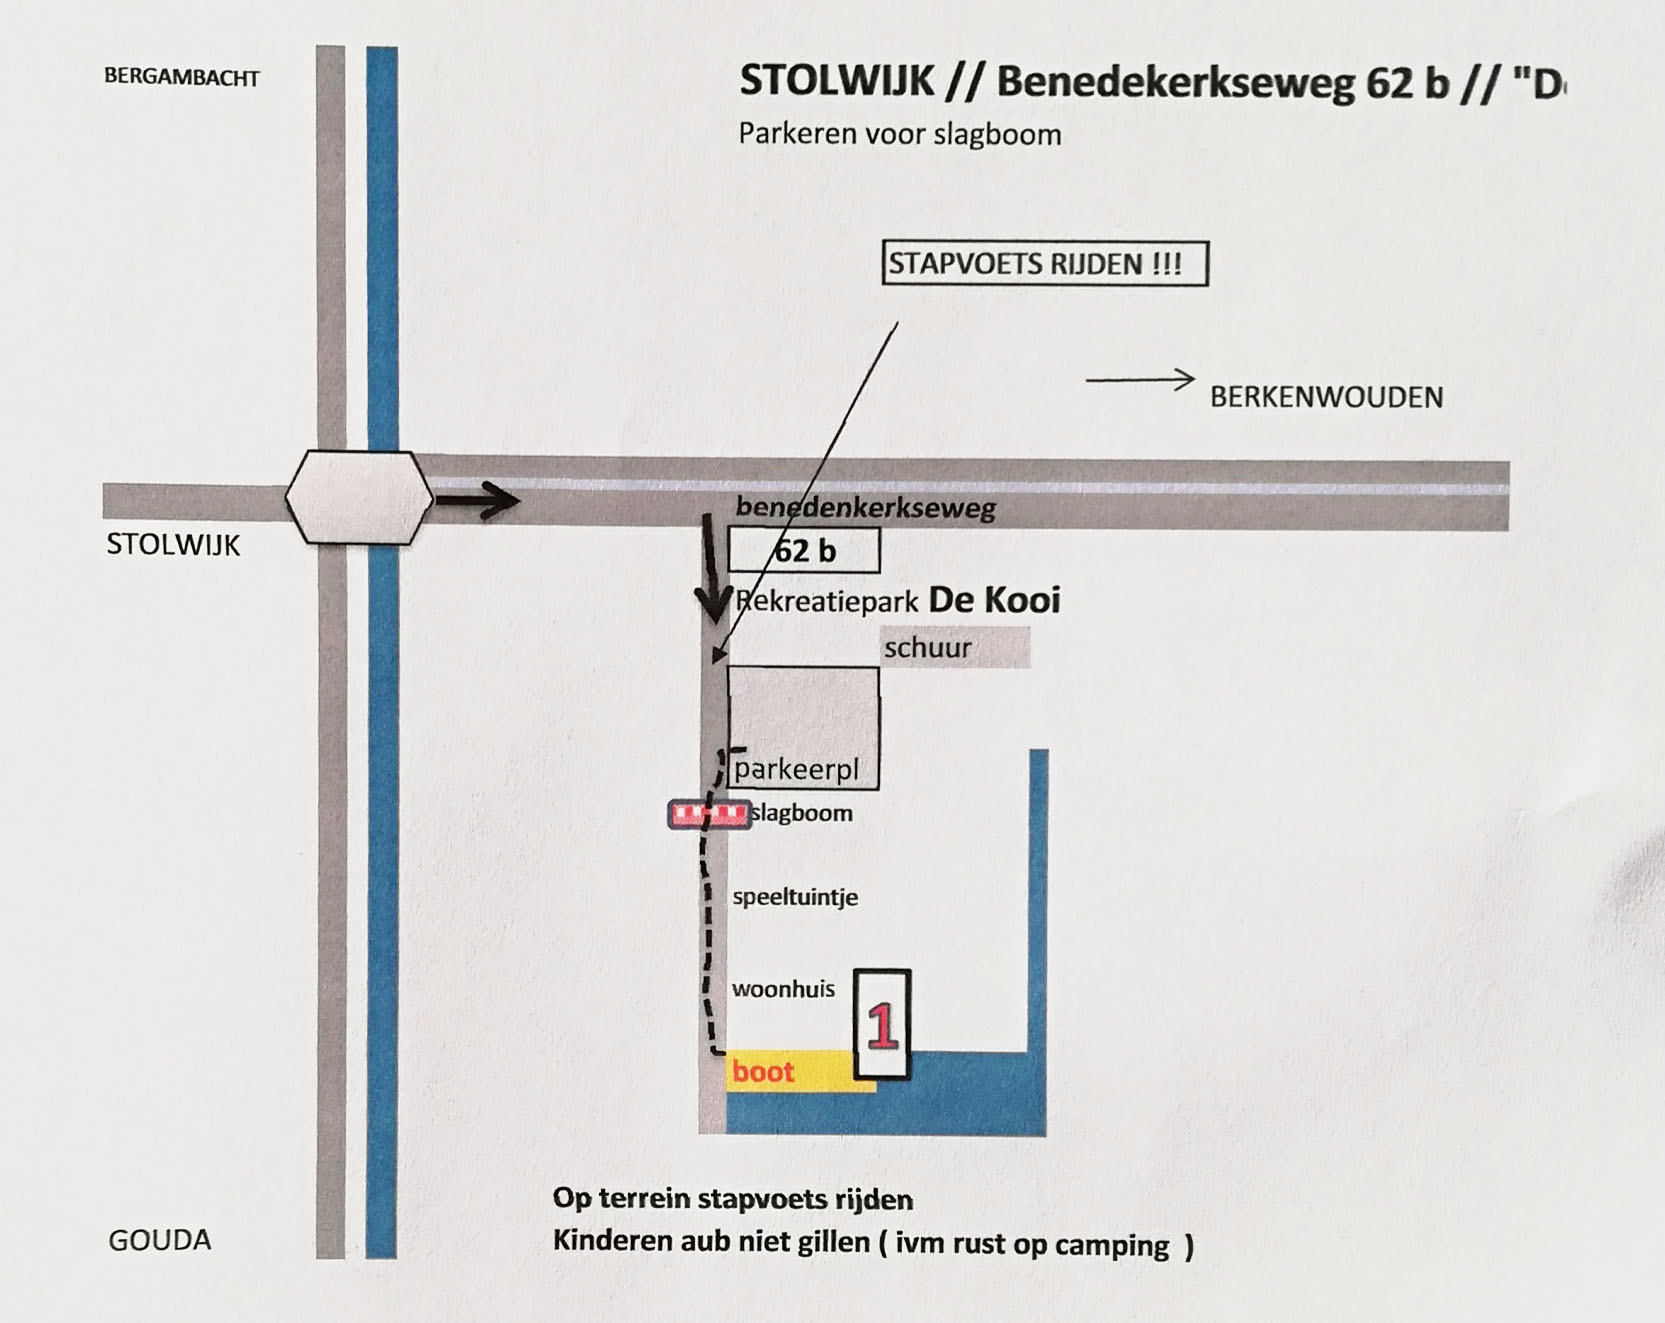 BERGAMBACHT
STOLWIJK // Benedekerkseweg 62 b // "D
Parkeren voor slagboom
STAPVOETS RIJDEN !!!
BERKENWOUDEN
STOLWIJK
benedenkerkseweg
62 b
Rekreatiepark De Kooi
schuur
parkeerpl
slagboom
speeltuintje
woonhuis
1
boot
Op terrein stapvoets rijden
GOUDA
Kinderen aub niet gillen ( ivm rust op camping )